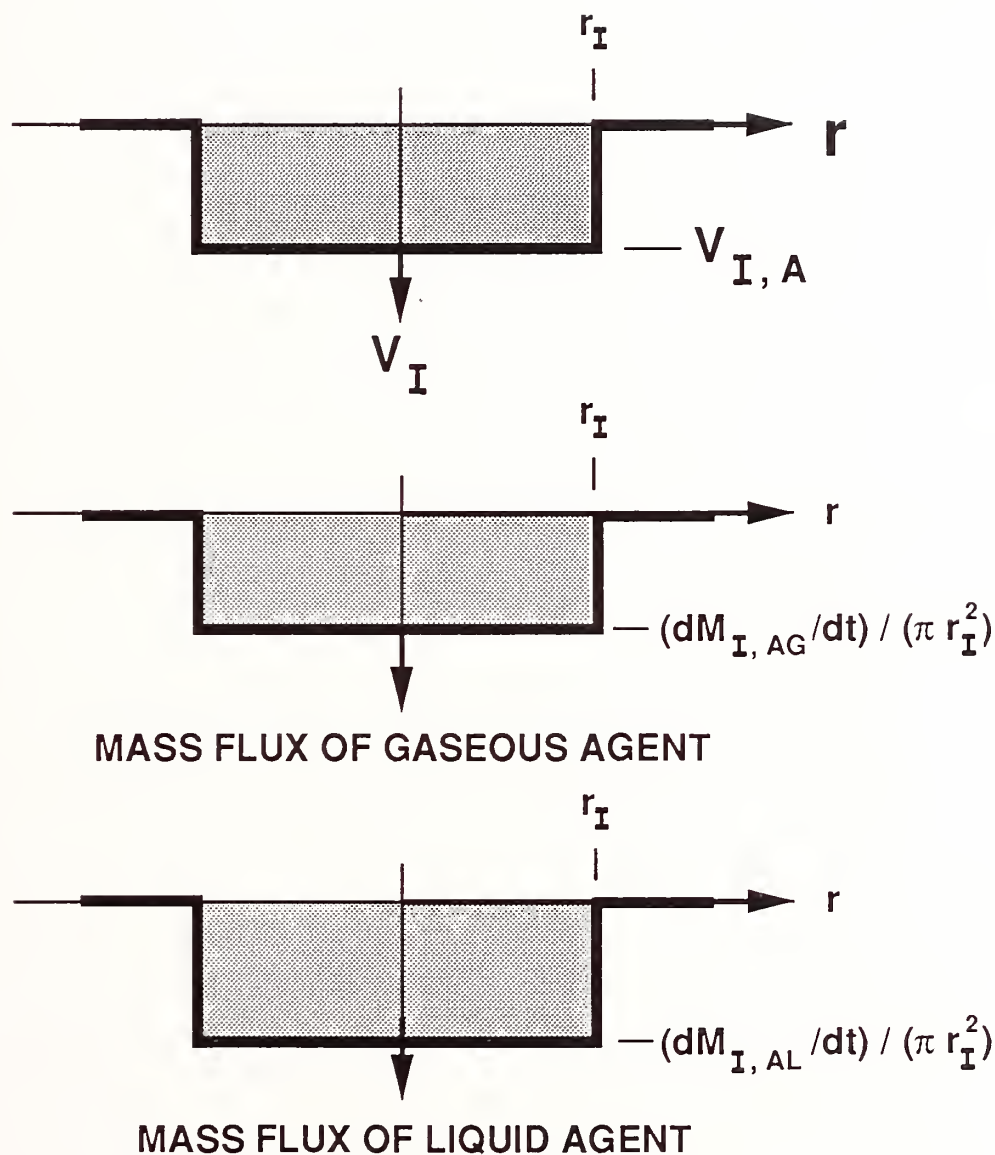 r_I
r
V_I, A
V_I
r_I
r
(dM_I, AG /dt) / (π r_I^2)
MASS FLUX OF GASEOUS AGENT
r_I
r
(dM_I, AL /dt) / (π r_I^2)
MASS FLUX OF LIQUID AGENT